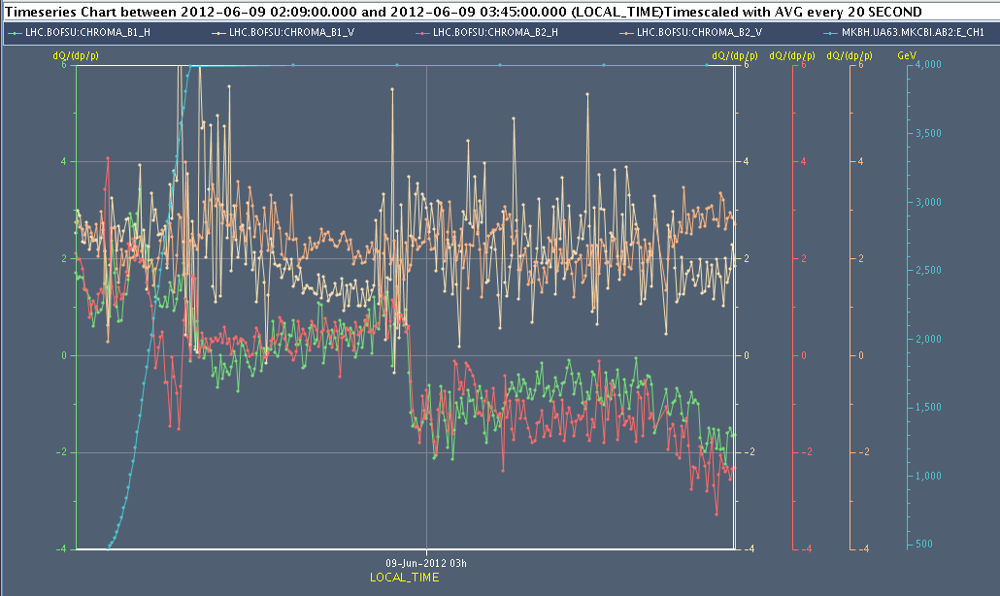 Timeseries Chart between 2012-06-09 02:09:00.000 and 2012-06-09 03:45:00.000 (LOCAL_TIME)Timescaled with AVG every 20 SECOND
LHC.BOFSU:CHROMA_B1_H LHC.BOFSU:CHROMA_B1_V LHC.BOFSU:CHROMA_B2_H LHC.BOFSU:CHROMA_B2_V MKBH.UA63.MKCBI.AB2:E_CH1
dQ/(dp/p) dQ/(dp/p) dQ/(dp/p) dQ/(dp/p) GeV
6 6 6 6 4,000
3,500
4 4 4 4
3,000
2 2 2 2
2,500
2,000
0 0 0 0
1,500
-2 -2 -2 -2
1,000
500
-4 -4 -4 -4
09-Jun-2012 03h
LOCAL_TIME